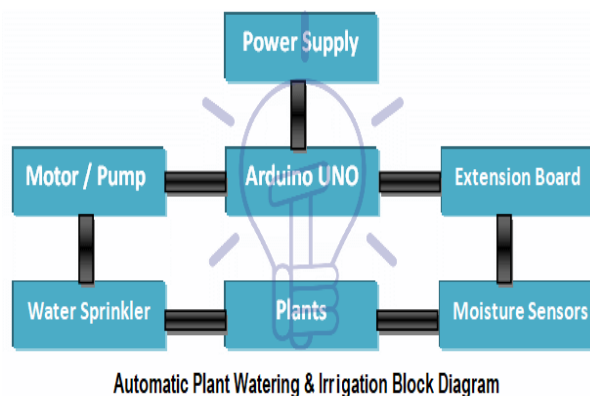 Power Supply
Motor / Pump
Arduino UNO
Extension Board
Water Sprinkler
Plants
Moisture Sensors
Automatic Plant Watering & Irrigation Block Diagram